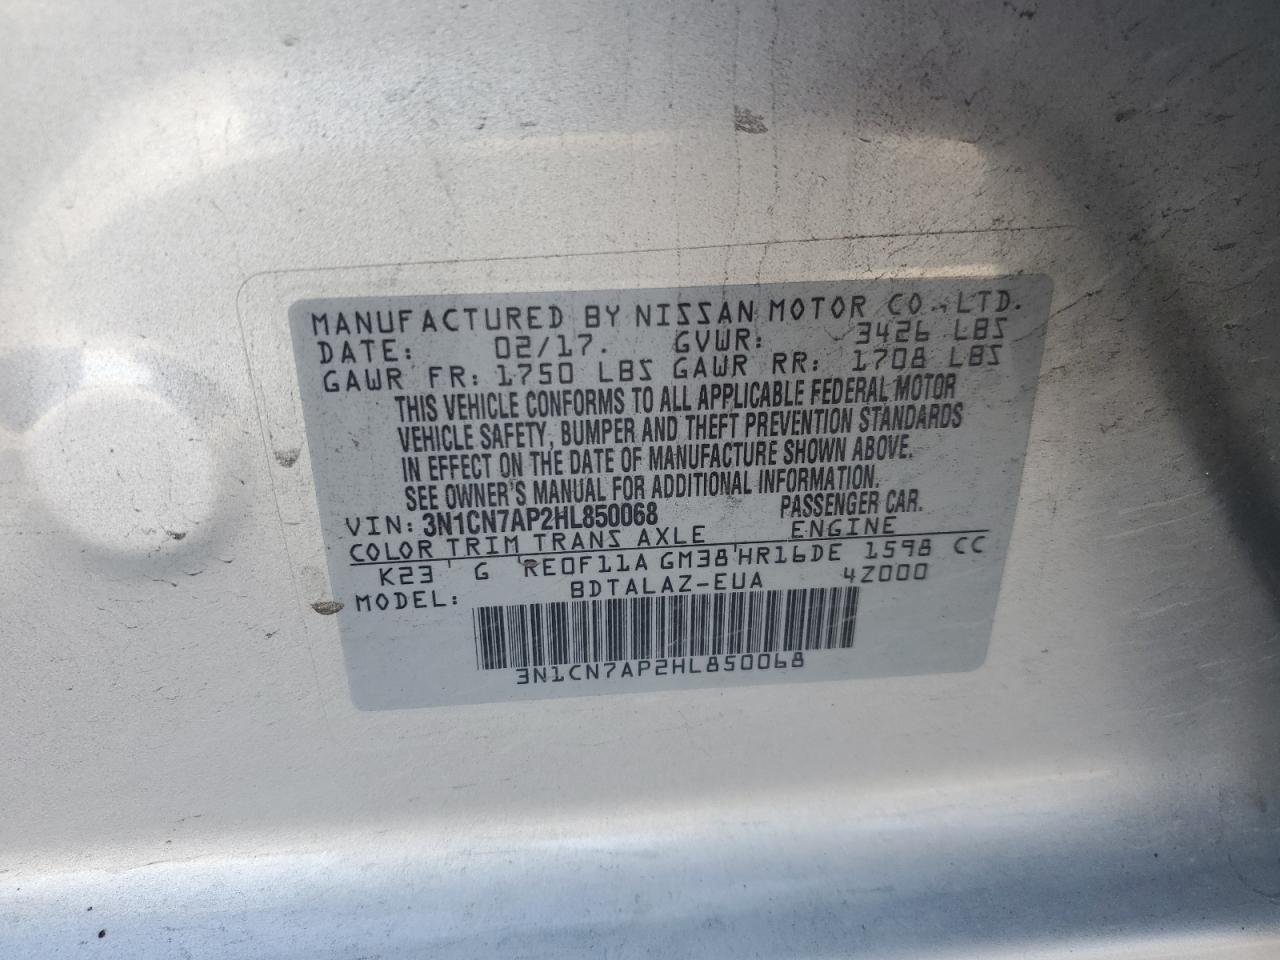 MANUFACTURED BY NISSAN MOTOR CO.,LTD.
DATE: 02/17. GVWR: 3426 LBS
GAWR FR: 1750 LBS GAWR RR: 1708 LBS
THIS VEHICLE CONFORMS TO ALL APPLICABLE FEDERAL MOTOR
VEHICLE SAFETY, BUMPER AND THEFT PREVENTION STANDARDS
IN EFFECT ON THE DATE OF MANUFACTURE SHOWN ABOVE.
SEE OWNER'S MANUAL FOR ADDITIONAL INFORMATION.
VIN: 3N1CN7AP2HL850068 PASSENGER CAR.
COLOR TRIM TRANS AXLE ENGINE
K23 G RE0F11A GM38 HR16DE 1598 CC
MODEL: BDTALAZ-EUA 4Z000
3N1CN7AP2HL850068